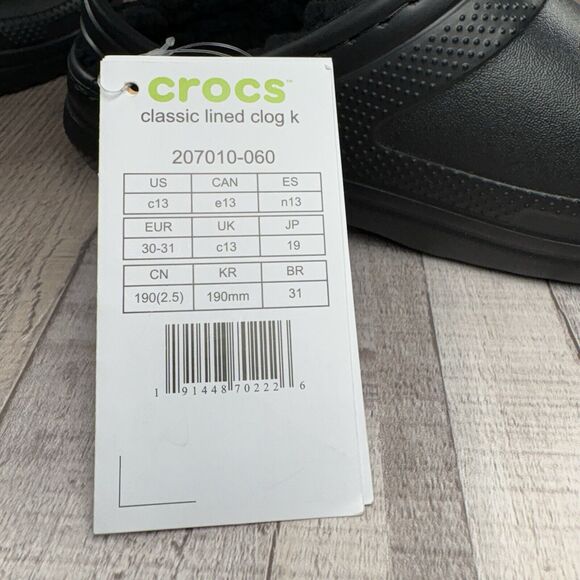 crocs™
classic lined clog k
207010-060
US CAN ES
c13 e13 n13
EUR UK JP
30-31 c13 19
CN KR BR
190(2.5) 190mm 31
1 91448 70222 6